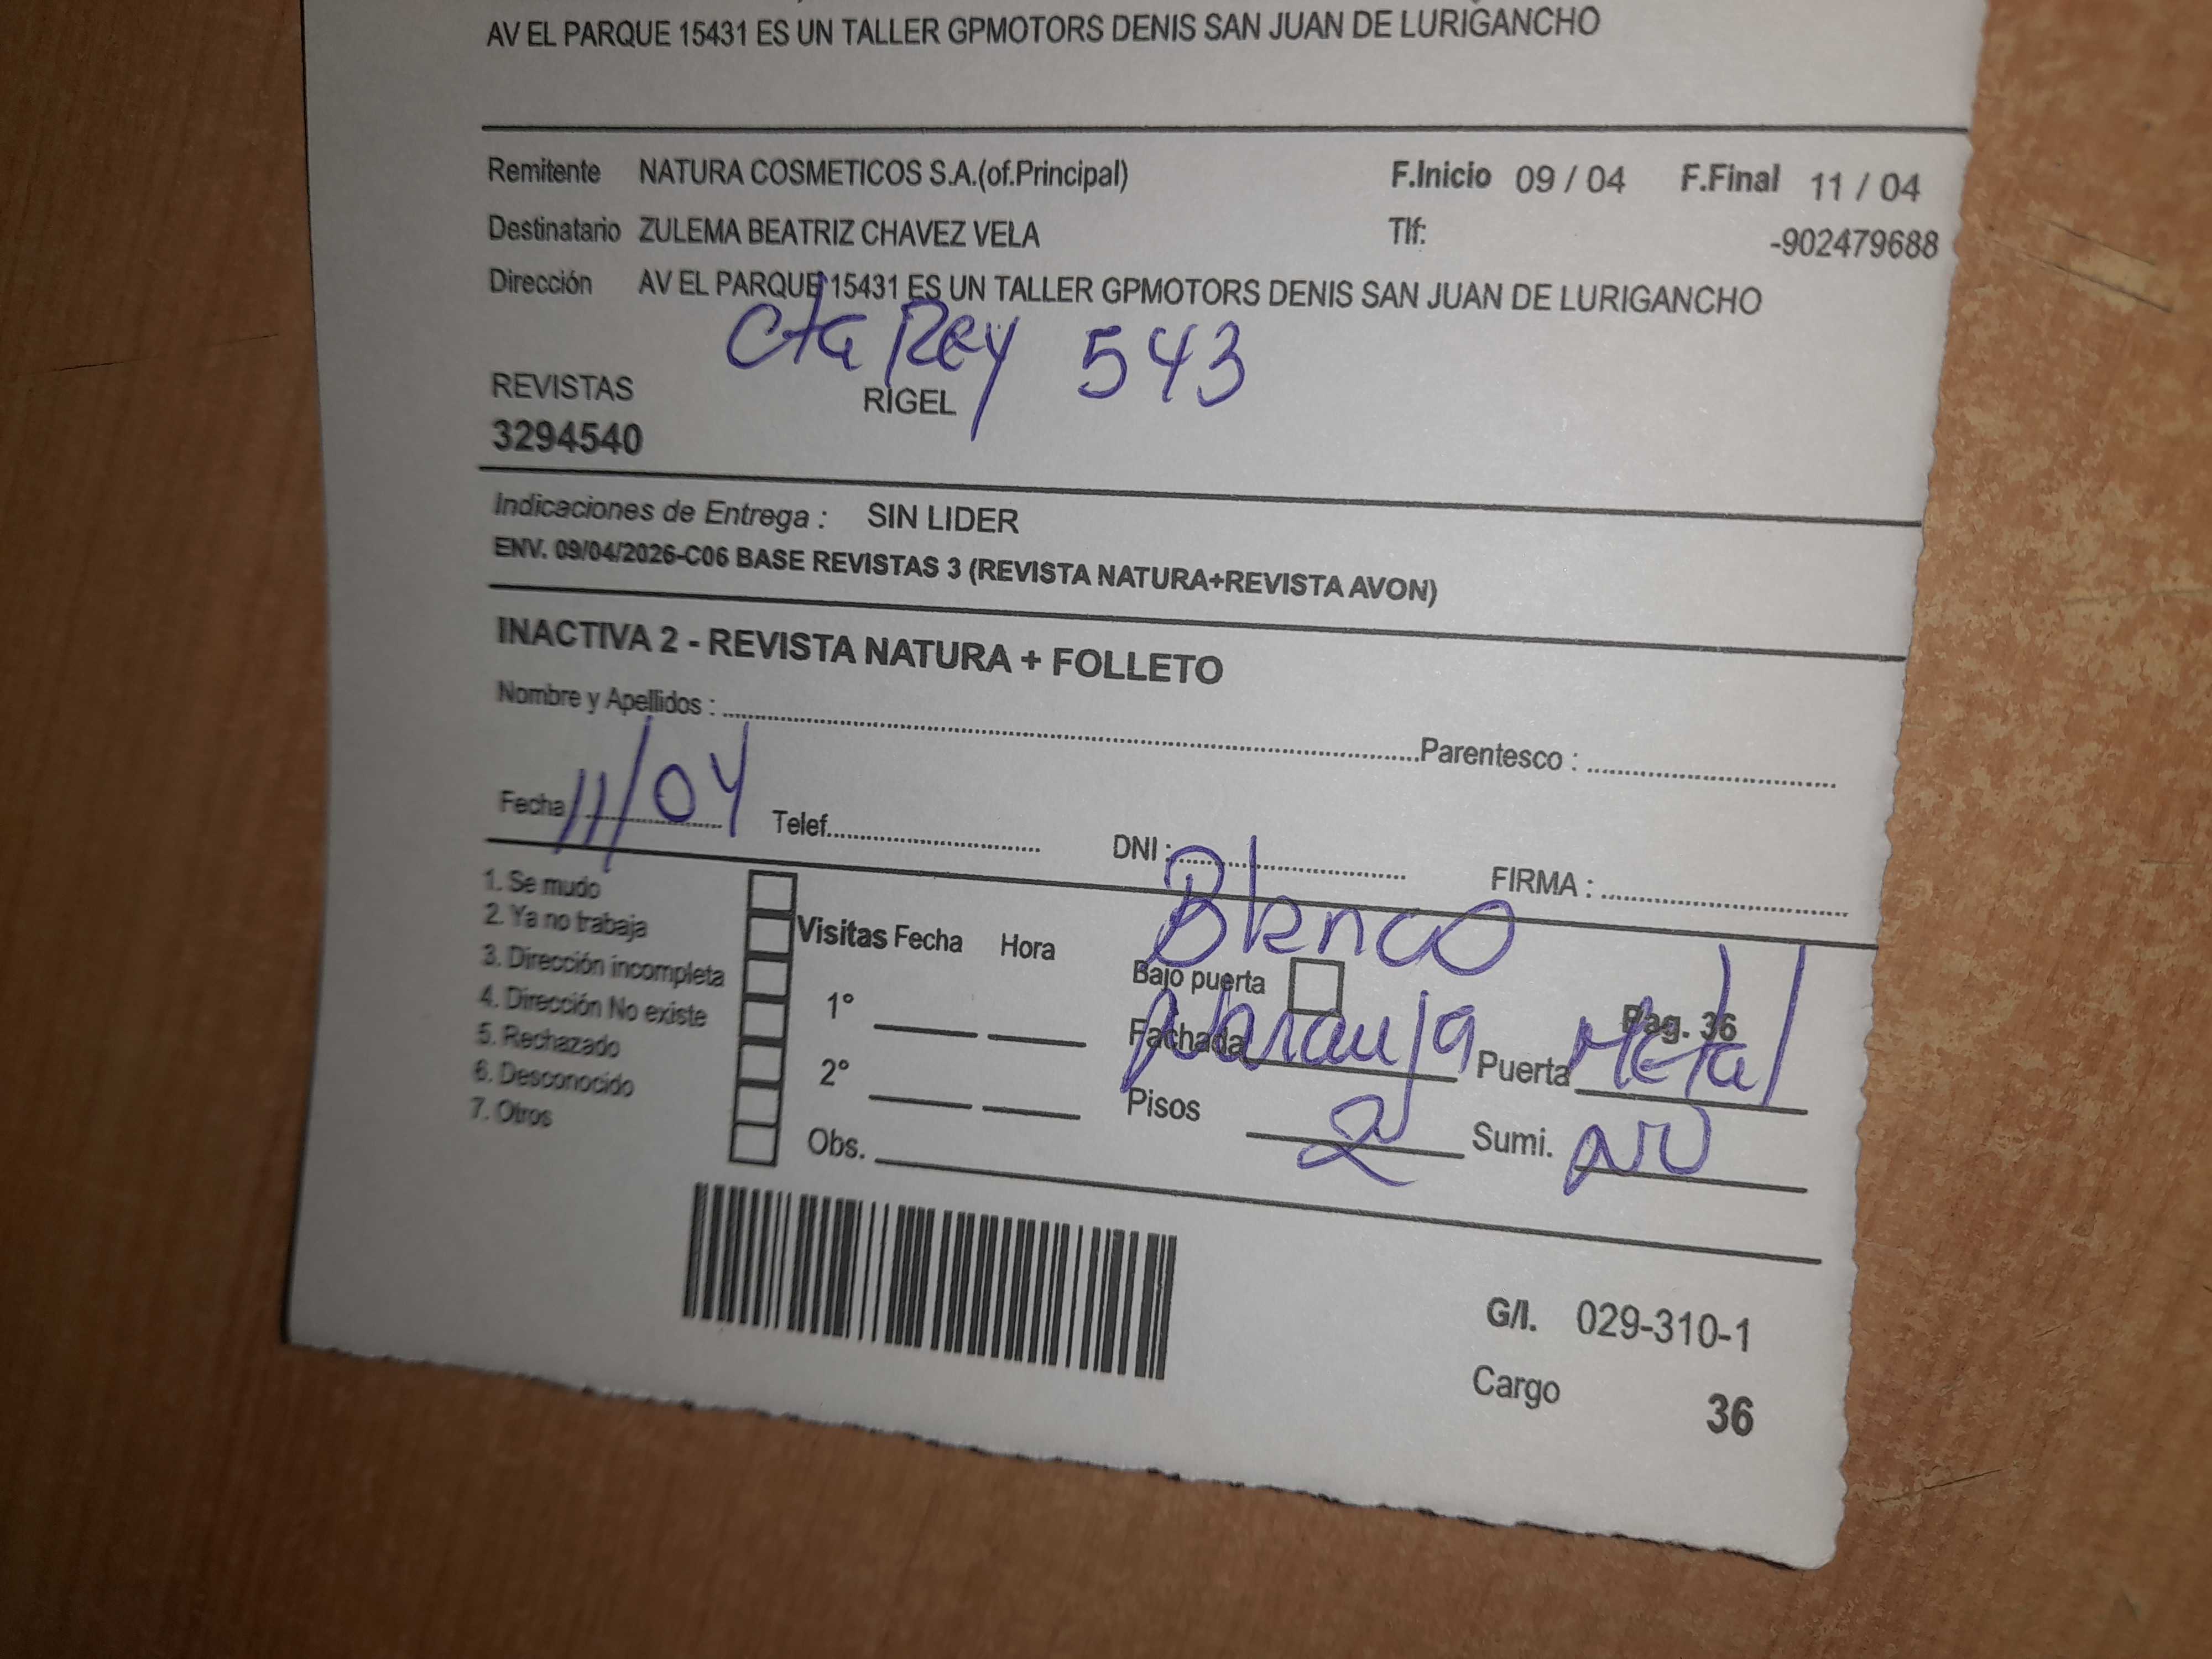 AV EL PARQUE 15431 ES UN TALLER GPMOTORS DENIS SAN JUAN DE LURIGANCHO
Remitente NATURA COSMETICOS S.A.(of.Principal) F.Inicio 09 / 04 F.Final 11 / 04
Destinatario ZULEMA BEATRIZ CHAVEZ VELA Tlf: -902479688
Dirección AV EL PARQUE 15431 ES UN TALLER GPMOTORS DENIS SAN JUAN DE LURIGANCHO
Cta Rey 543
REVISTAS RIGEL
3294540
Indicaciones de Entrega : SIN LIDER
ENV. 09/04/2026-C06 BASE REVISTAS 3 (REVISTA NATURA+REVISTA AVON)
INACTIVA 2 - REVISTA NATURA + FOLLETO
Nombre y Apellidos : Parentesco :
Fecha 11/04 Telef. DNI : FIRMA :
1. Se mudo
2. Ya no trabaja
3. Dirección incompleta
4. Dirección No existe
5. Rechazado
6. Desconocido
7. Otros
Visitas Fecha Hora
1°
2°
Obs.
Blanco
Bajo puerta
Pag. 36
Fachada Naranja Puerta Metal
Pisos 2 Sumi. NO
G/I. 029-310-1
Cargo 36